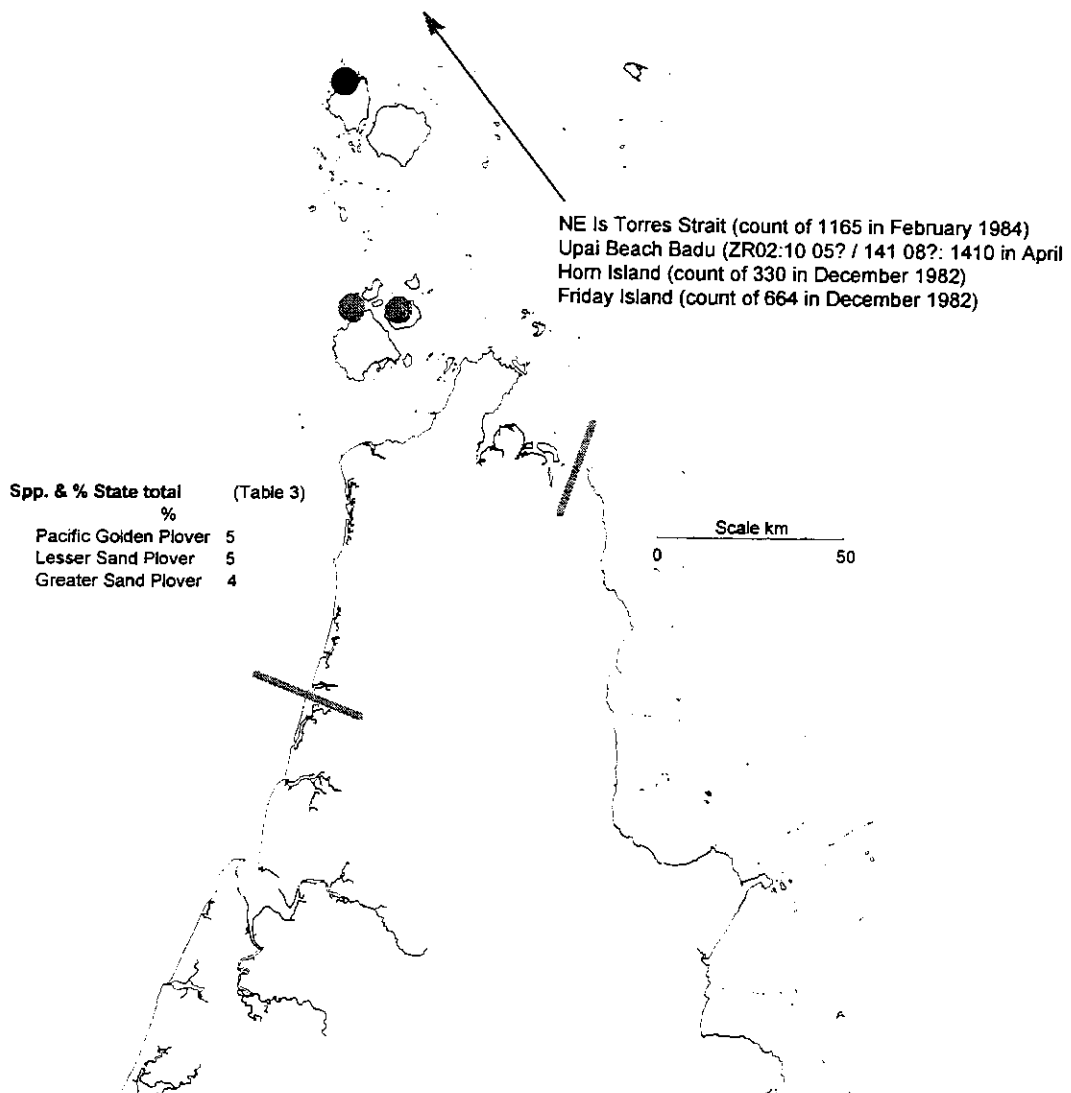 NE Is Torres Strait (count of 1165 in February 1984)
Upai Beach Badu (ZR02:10 05? / 141 08?: 1410 in April
Horn Island (count of 330 in December 1982)
Friday Island (count of 664 in December 1982)
Spp. & % State total (Table 3)
%
Pacific Golden Plover 5
Lesser Sand Plover 5
Greater Sand Plover 4
Scale km
0 50